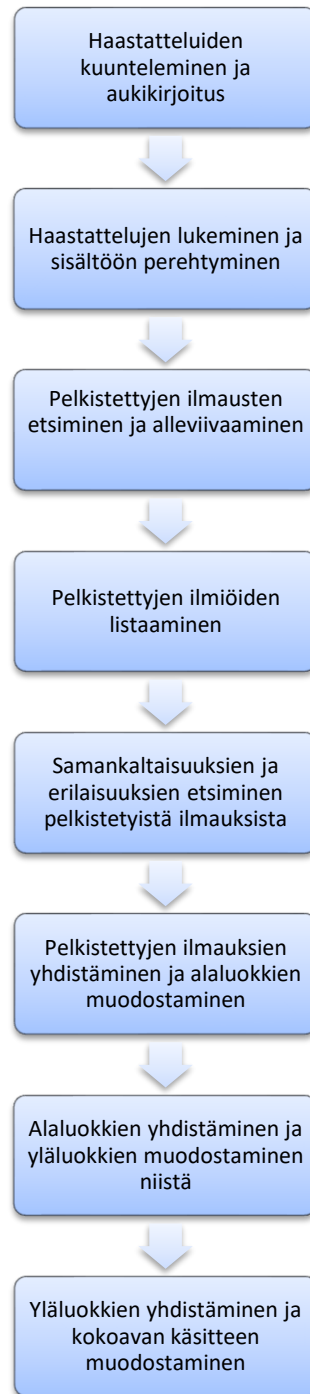 Haastatteluiden
kuunteleminen ja
aukikirjoitus
Haastattelujen lukeminen ja
sisältöön perehtyminen
Pelkistettyjen ilmausten
etsiminen ja alleviivaaminen
Pelkistettyjen ilmiöiden
listaaminen
Samankaltaisuuksien ja
erilaisuuksien etsiminen
pelkistetyistä ilmauksista
Pelkistettyjen ilmauksien
yhdistäminen ja alaluokkien
muodostaminen
Alaluokkien yhdistäminen ja
yläluokkien muodostaminen
niistä
Yläluokkien yhdistäminen ja
kokoavan käsitteen
muodostaminen